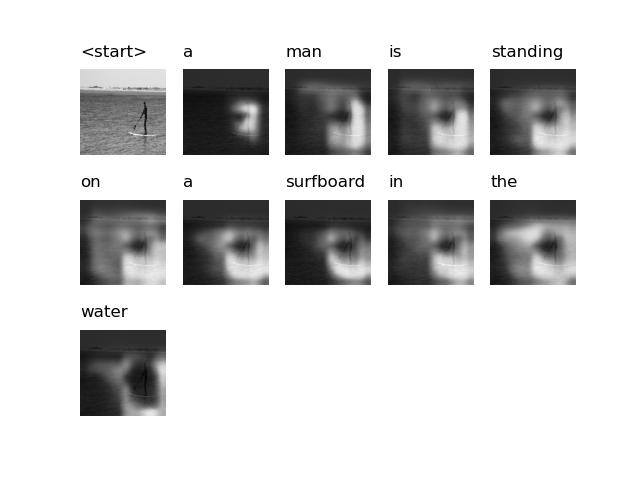 <start> a man is standing
on a surfboard in the
water